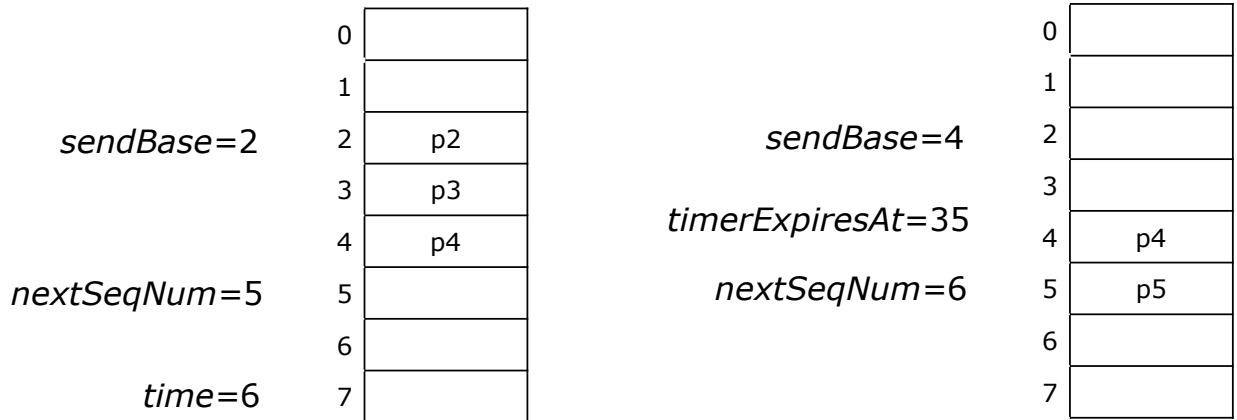 0
1
sendBase=2 2 p2
3 p3
4 p4
nextSeqNum=5 5
6
time=6 7
0
1
sendBase=4 2
3
timerExpiresAt=35
4 p4
nextSeqNum=6 5 p5
6
7